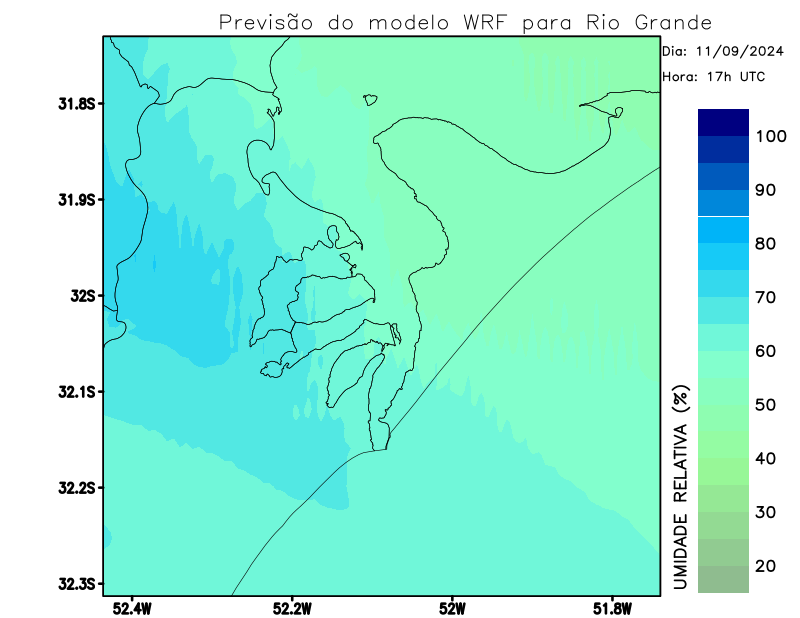 Previsão do modelo WRF para Rio Grande
Dia: 11/09/2024
Hora: 17h UTC
31.8S
31.9S
32S
32.1S
32.2S
32.3S
52.4W
52.2W
52W
51.8W
100
90
80
70
60
50
40
30
20
UMIDADE RELATIVA (%)